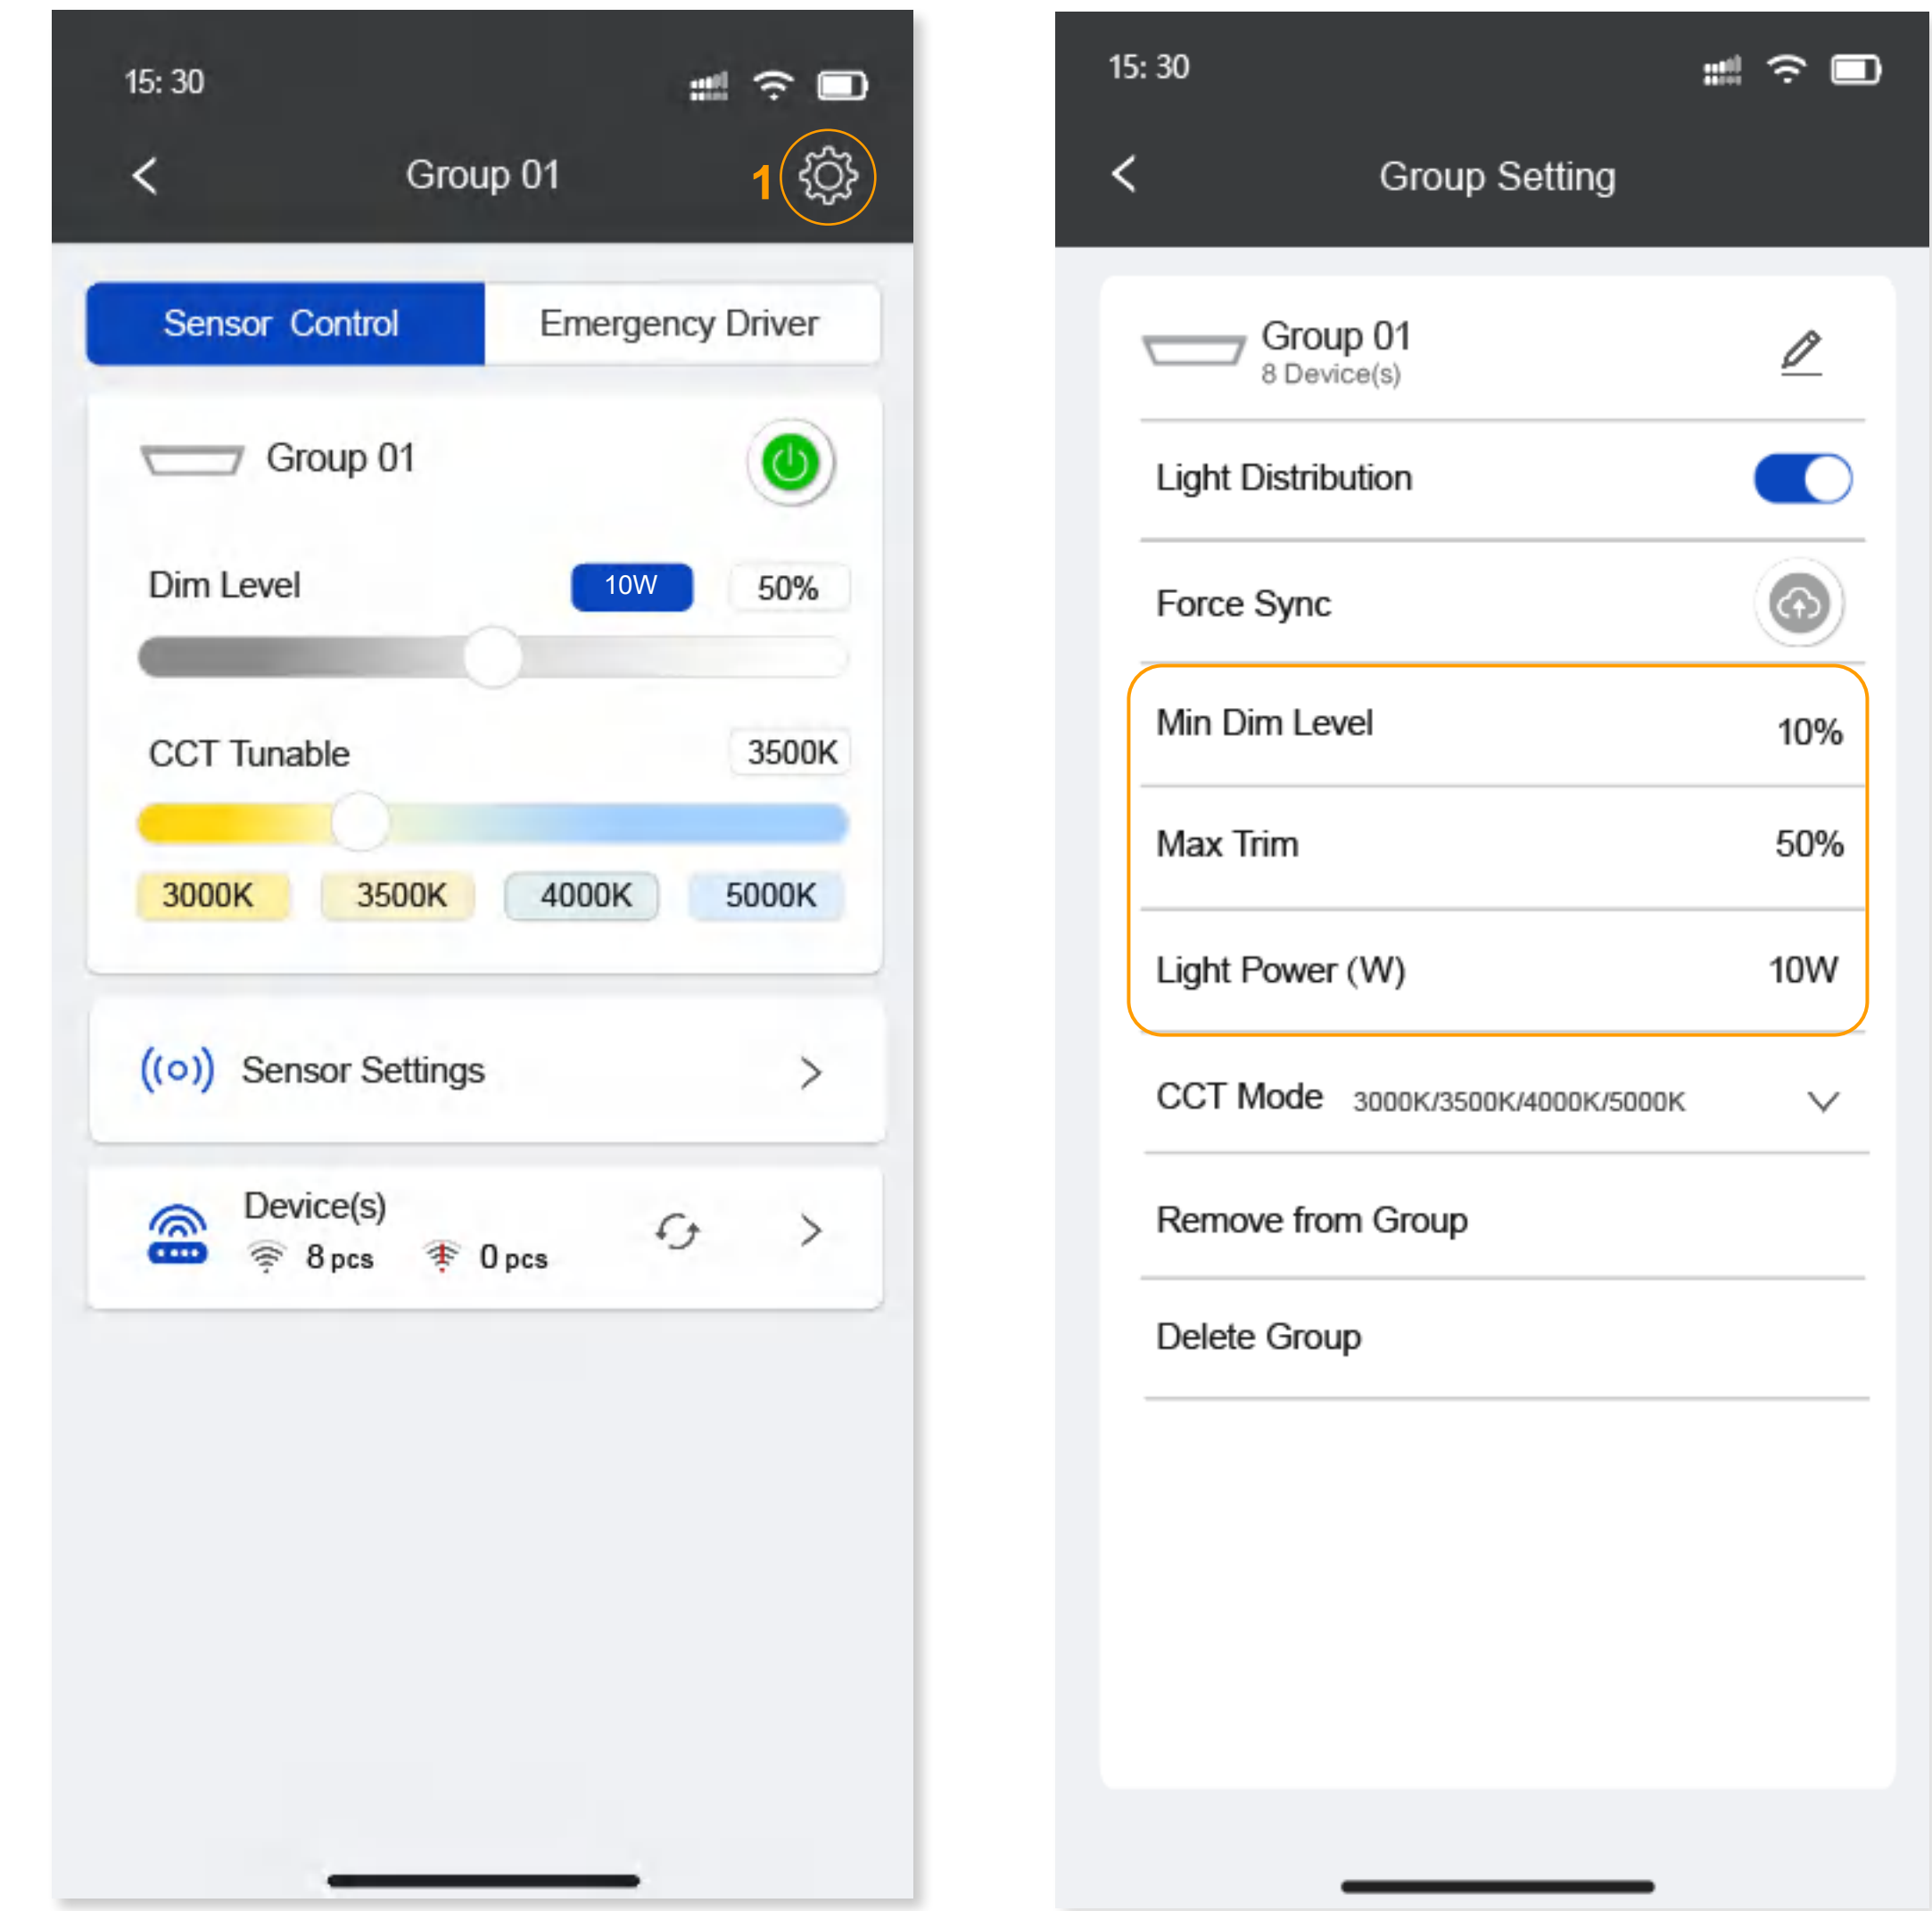 15: 30
Group 01
1
Sensor Control
Emergency Driver
Group 01
Dim Level
10W
50%
CCT Tunable
3500K
3000K
3500K
4000K
5000K
Sensor Settings
Device(s)
8 pcs
0 pcs
15: 30
Group Setting
Group 01
8 Device(s)
Light Distribution
Force Sync
Min Dim Level
10%
Max Trim
50%
Light Power (W)
10W
CCT Mode 3000K/3500K/4000K/5000K
Remove from Group
Delete Group